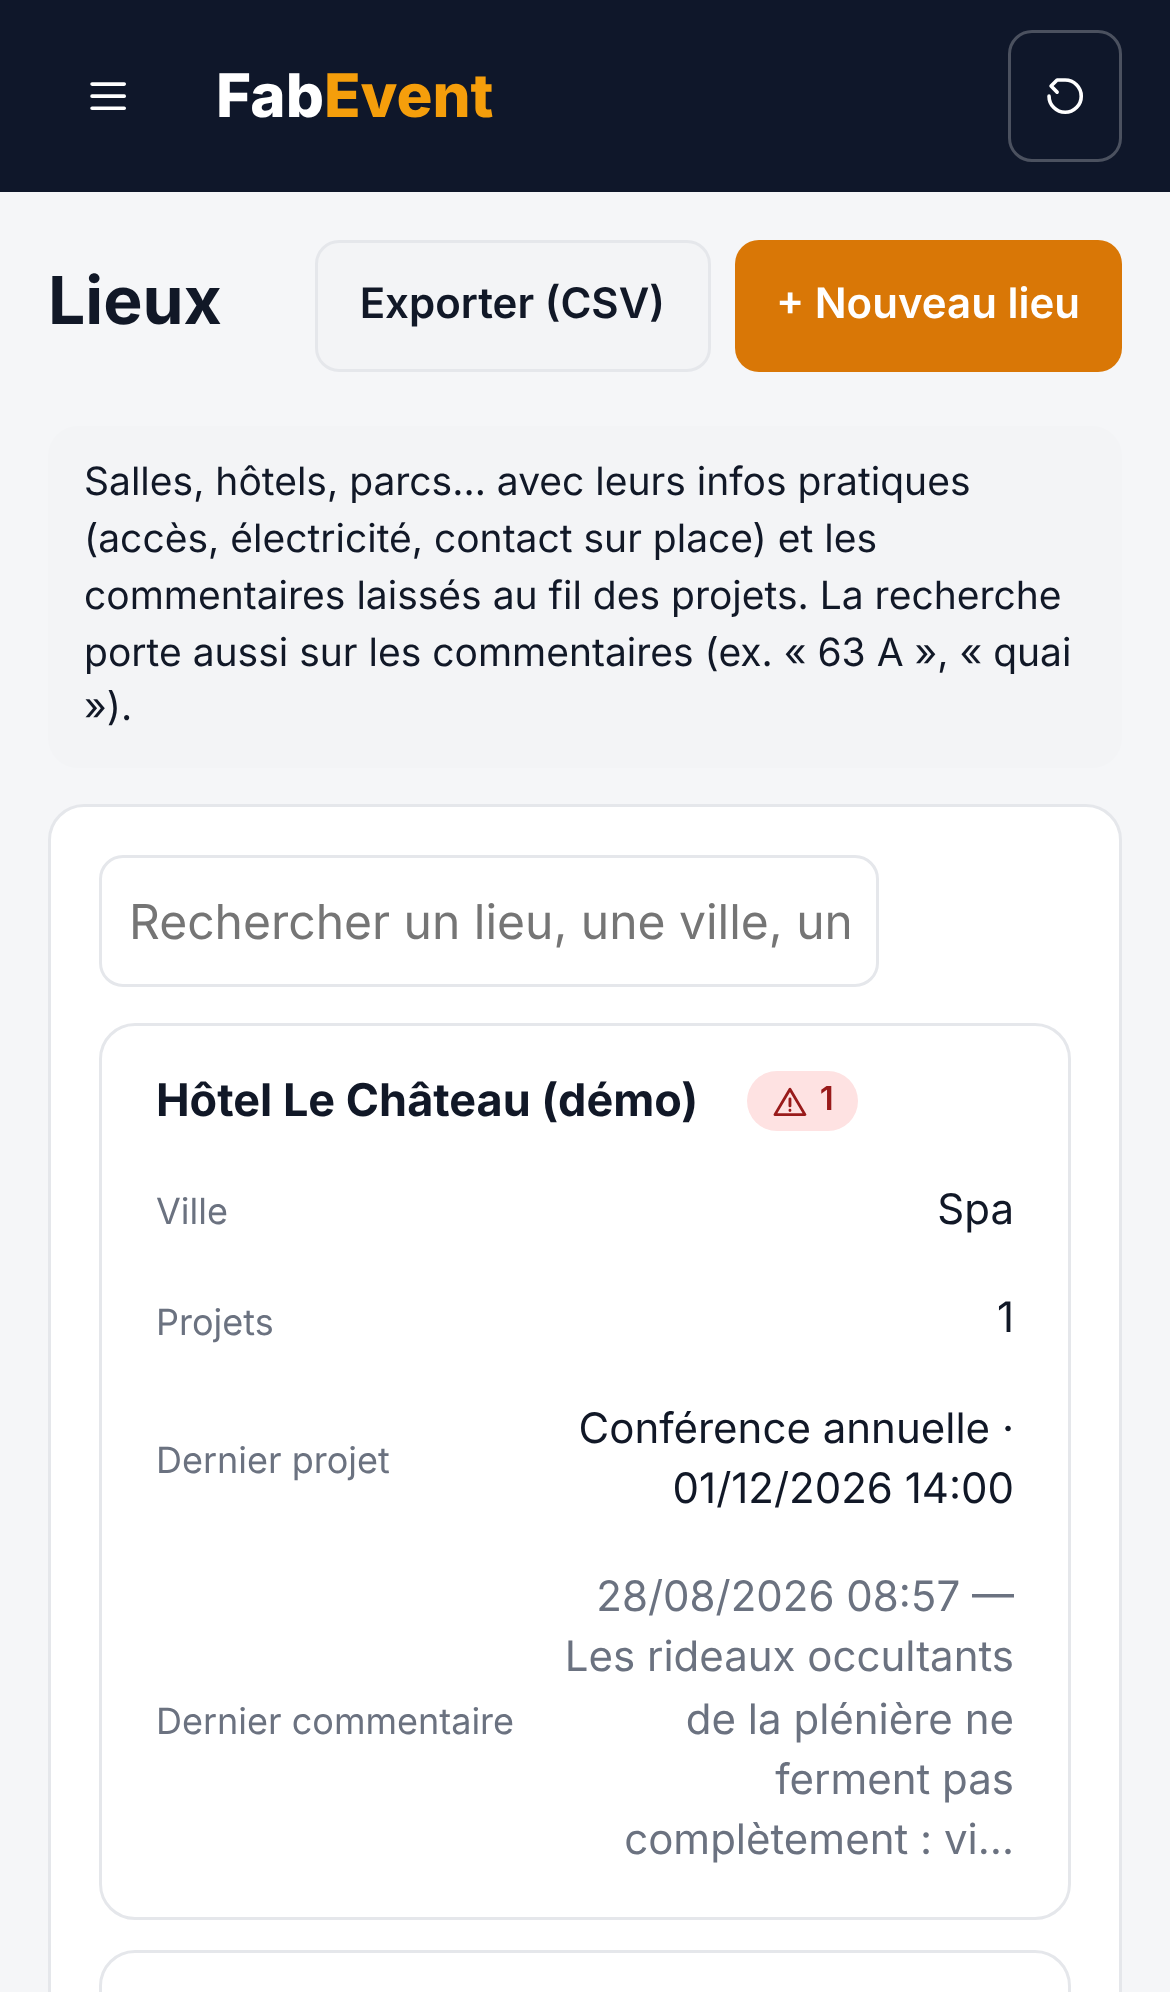 FabEvent
Lieux
Exporter (CSV)
+ Nouveau lieu
Salles, hôtels, parcs... avec leurs infos pratiques
(accès, électricité, contact sur place) et les
commentaires laissés au fil des projets. La recherche
porte aussi sur les commentaires (ex. « 63 A », « quai
»).
Rechercher un lieu, une ville, un
Hôtel Le Château (démo)
1
Ville
Spa
Projets
1
Dernier projet
Conférence annuelle ·
01/12/2026 14:00
Dernier commentaire
28/08/2026 08:57 —
Les rideaux occultants
de la plénière ne
ferment pas
complètement : vi...